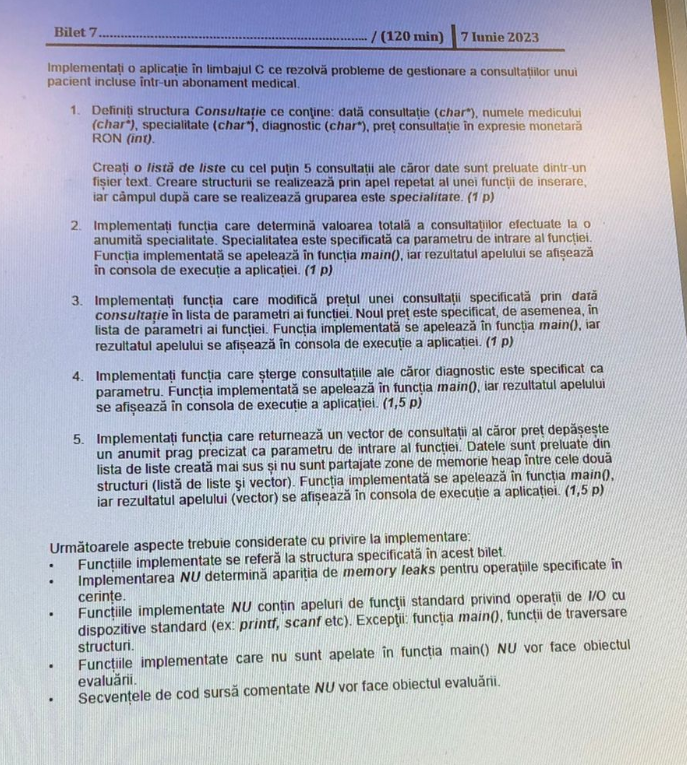 Bilet 7............................................................................. / (120 min) 7 Iunie 2023
Implementați o aplicație în limbajul C ce rezolvă probleme de gestionare a consultațiilor unui
pacient incluse într-un abonament medical.
1. Definiți structura Consultație ce conține: dată consultație (char*), numele medicului
(char*), specialitate (char*), diagnostic (char*), preț consultație în expresie monetară
RON (int).
Creați o listă de liste cu cel puțin 5 consultații ale căror date sunt preluate dintr-un
fișier text. Creare structurii se realizează prin apel repetat al unei funcții de inserare,
iar câmpul după care se realizează gruparea este specialitate. (1 p)
2. Implementați funcția care determină valoarea totală a consultațiilor efectuate la o
anumită specialitate. Specialitatea este specificată ca parametru de intrare al funcției.
Funcția implementată se apelează în funcția main(), iar rezultatul apelului se afișează
în consola de execuție a aplicației. (1 p)
3. Implementați funcția care modifică prețul unei consultații specificată prin dată
consultație în lista de parametri ai funcției. Noul preț este specificat, de asemenea, în
lista de parametri ai funcției. Funcția implementată se apelează în funcția main(), iar
rezultatul apelului se afișează în consola de execuție a aplicației. (1 p)
4. Implementați funcția care șterge consultațiile ale căror diagnostic este specificat ca
parametru. Funcția implementată se apelează în funcția main(), iar rezultatul apelului
se afișează în consola de execuție a aplicației. (1,5 p)
5. Implementați funcția care returnează un vector de consultații al căror preț depășește
un anumit prag precizat ca parametru de intrare al funcției. Datele sunt preluate din
lista de liste creată mai sus și nu sunt partajate zone de memorie heap între cele două
structuri (listă de liste și vector). Funcția implementată se apelează în funcția main(),
iar rezultatul apelului (vector) se afișează în consola de execuție a aplicației. (1,5 p)
Următoarele aspecte trebuie considerate cu privire la implementare:
• Funcțiile implementate se referă la structura specificată în acest bilet.
• Implementarea NU determină apariția de memory leaks pentru operațiile specificate în
cerințe.
• Funcțiile implementate NU conțin apeluri de funcții standard privind operații de I/O cu
dispozitive standard (ex: printf, scanf etc). Excepții: funcția main(), funcții de traversare
structuri.
• Funcțiile implementate care nu sunt apelate în funcția main() NU vor face obiectul
evaluării.
• Secvențele de cod sursă comentate NU vor face obiectul evaluării.